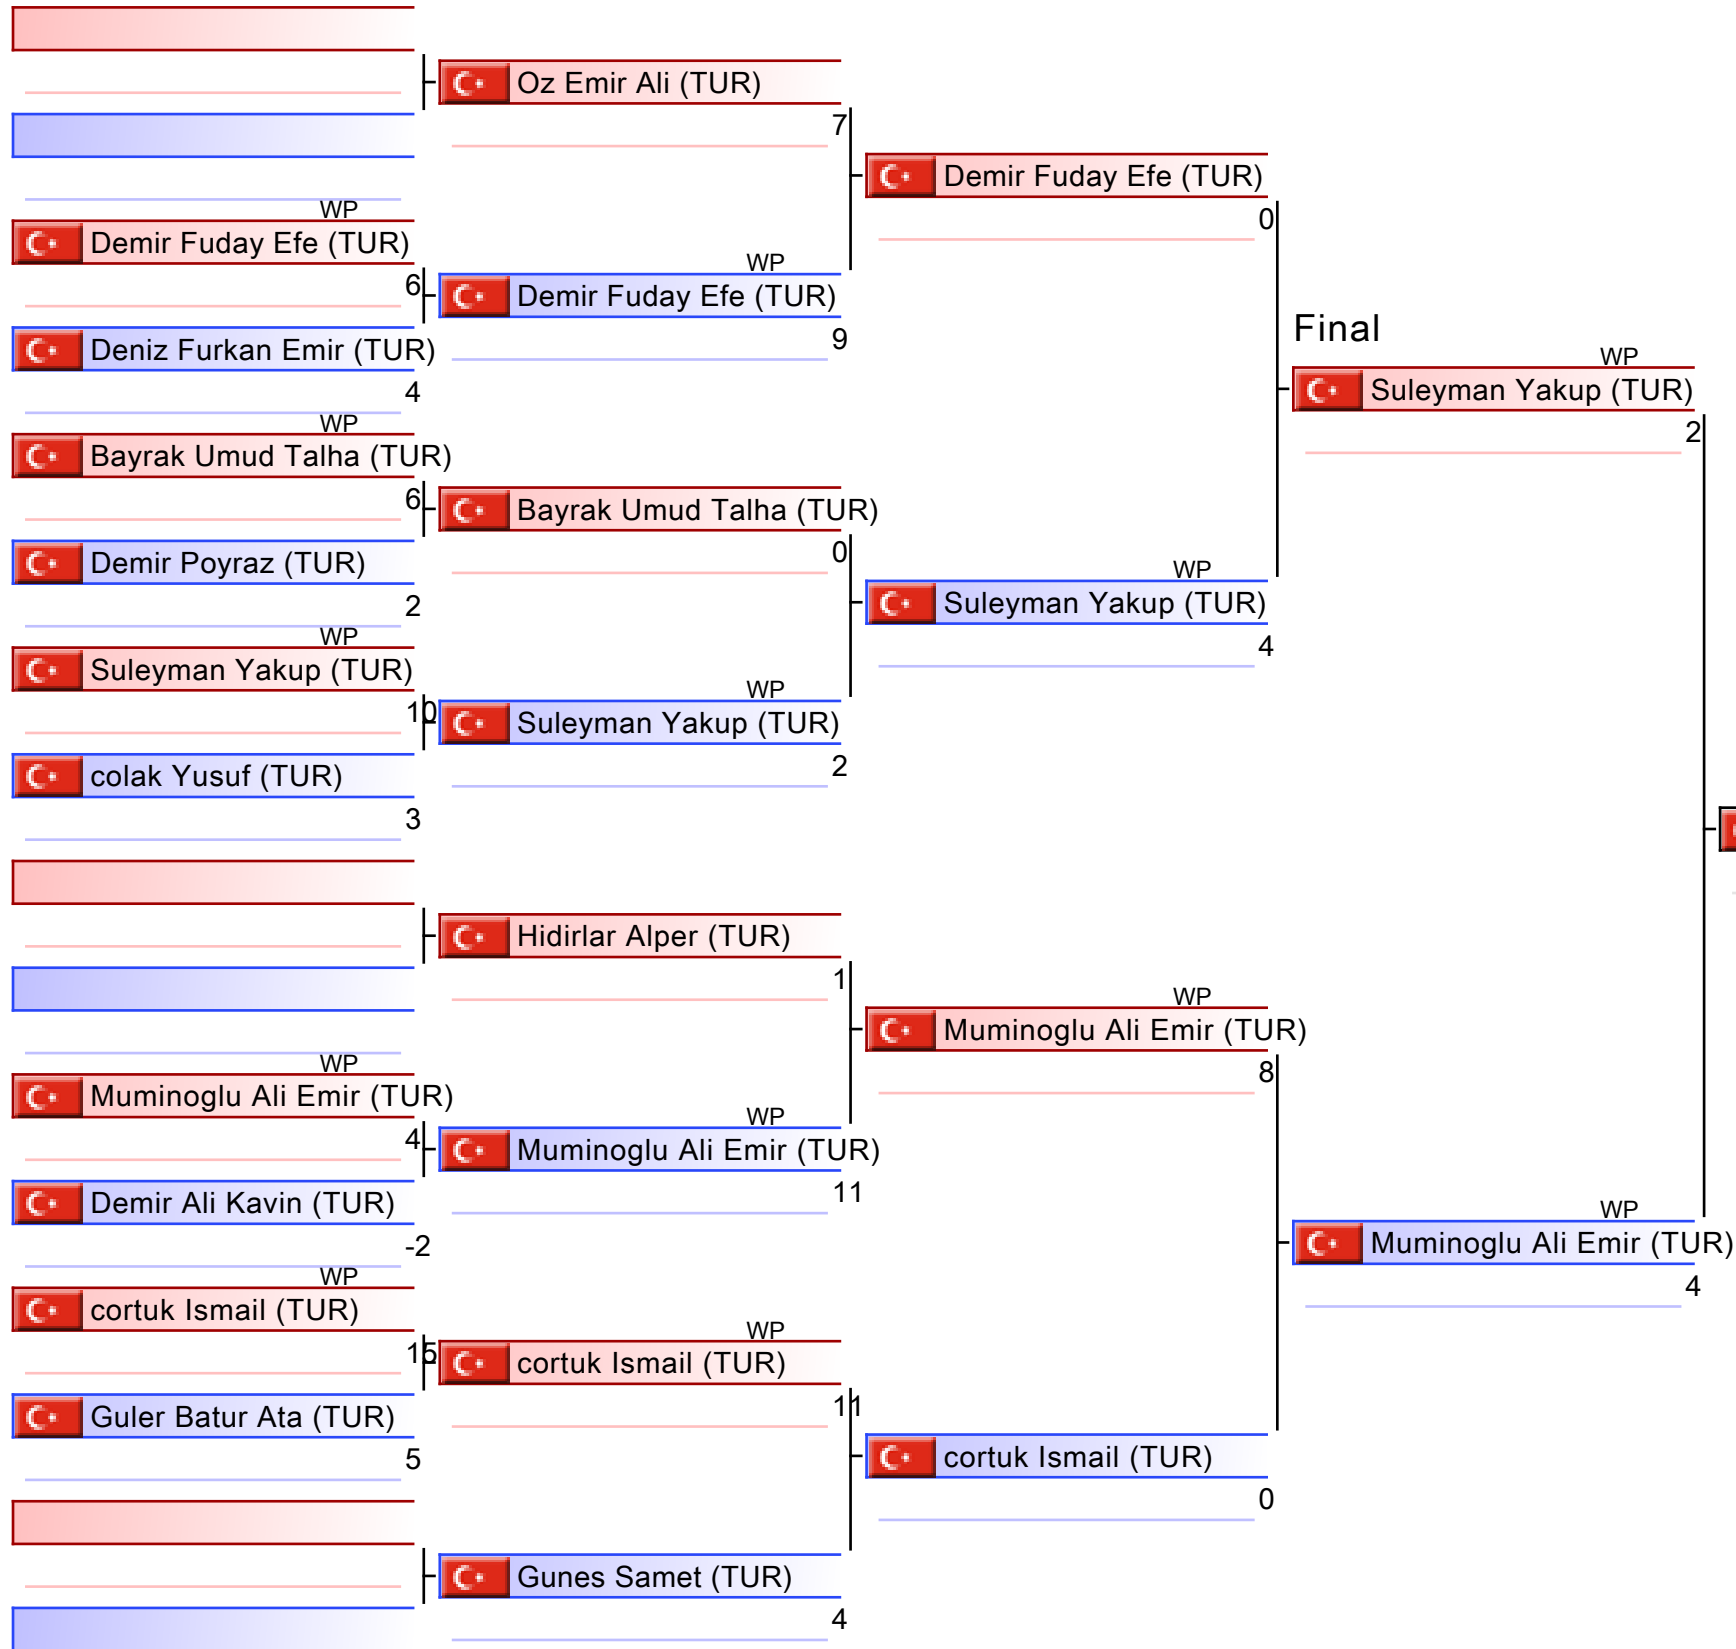 Oz Emir Ali (TUR)
7
Demir Fuday Efe (TUR)
0
WP
Demir Fuday Efe (TUR)
6
WP
Demir Fuday Efe (TUR)
9
Deniz Furkan Emir (TUR)
4
Final
WP
Suleyman Yakup (TUR)
2
WP
Bayrak Umud Talha (TUR)
6
Bayrak Umud Talha (TUR)
0
Demir Poyraz (TUR)
2
WP
Suleyman Yakup (TUR)
4
WP
Suleyman Yakup (TUR)
10
WP
Suleyman Yakup (TUR)
2
colak Yusuf (TUR)
3
Hidirlar Alper (TUR)
1
WP
Muminoglu Ali Emir (TUR)
8
WP
Muminoglu Ali Emir (TUR)
4
WP
Muminoglu Ali Emir (TUR)
11
Demir Ali Kavin (TUR)
-2
WP
Muminoglu Ali Emir (TUR)
4
WP
cortuk Ismail (TUR)
15
WP
cortuk Ismail (TUR)
11
Guler Batur Ata (TUR)
5
cortuk Ismail (TUR)
0
Gunes Samet (TUR)
4